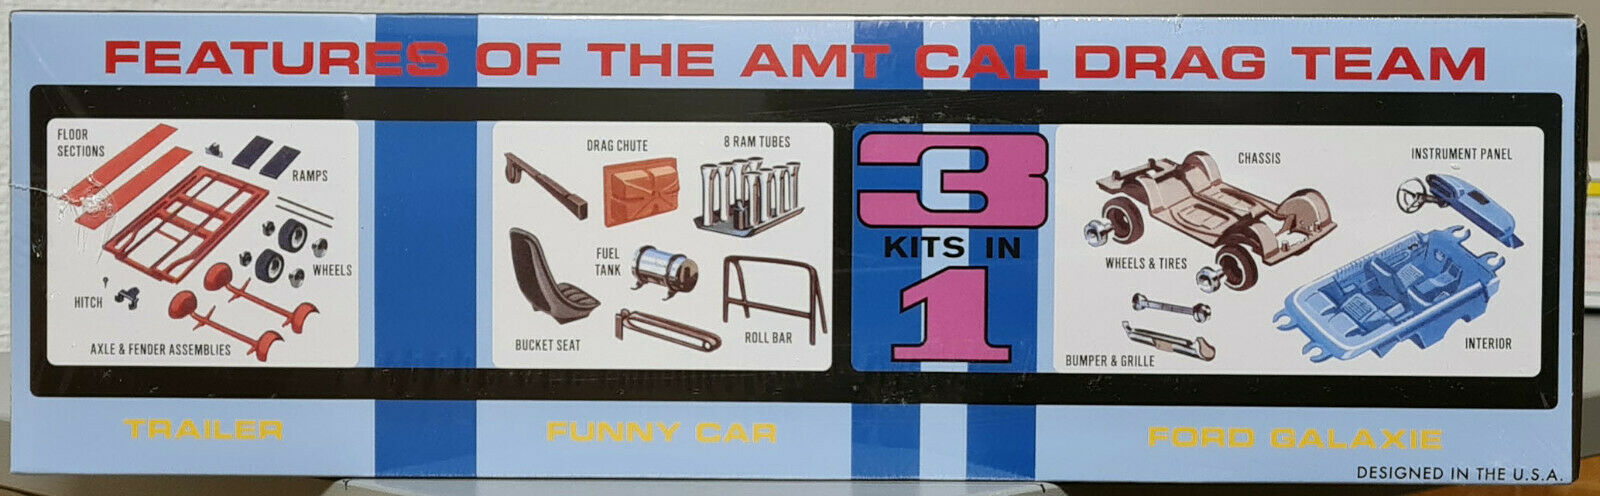 FEATURES OF THE AMT CAL DRAG TEAM
FLOOR
SECTIONS
RAMPS
WHEELS
HITCH
AXLE & FENDER ASSEMBLIES
DRAG CHUTE
8 RAM TUBES
FUEL
TANK
BUCKET SEAT
ROLL BAR
3
KITS IN
1
CHASSIS
INSTRUMENT PANEL
WHEELS & TIRES
BUMPER & GRILLE
INTERIOR
TRAILER
FUNNY CAR
FORD GALAXIE
DESIGNED IN THE U.S.A.